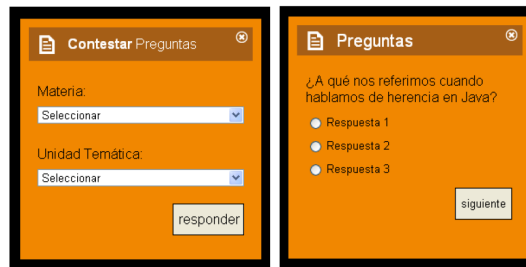 Contestar Preguntas
Materia:
Seleccionar
Unidad Temática:
Seleccionar
responder
Preguntas
¿A qué nos referimos cuando
hablamos de herencia en Java?
Respuesta 1
Respuesta 2
Respuesta 3
siguiente